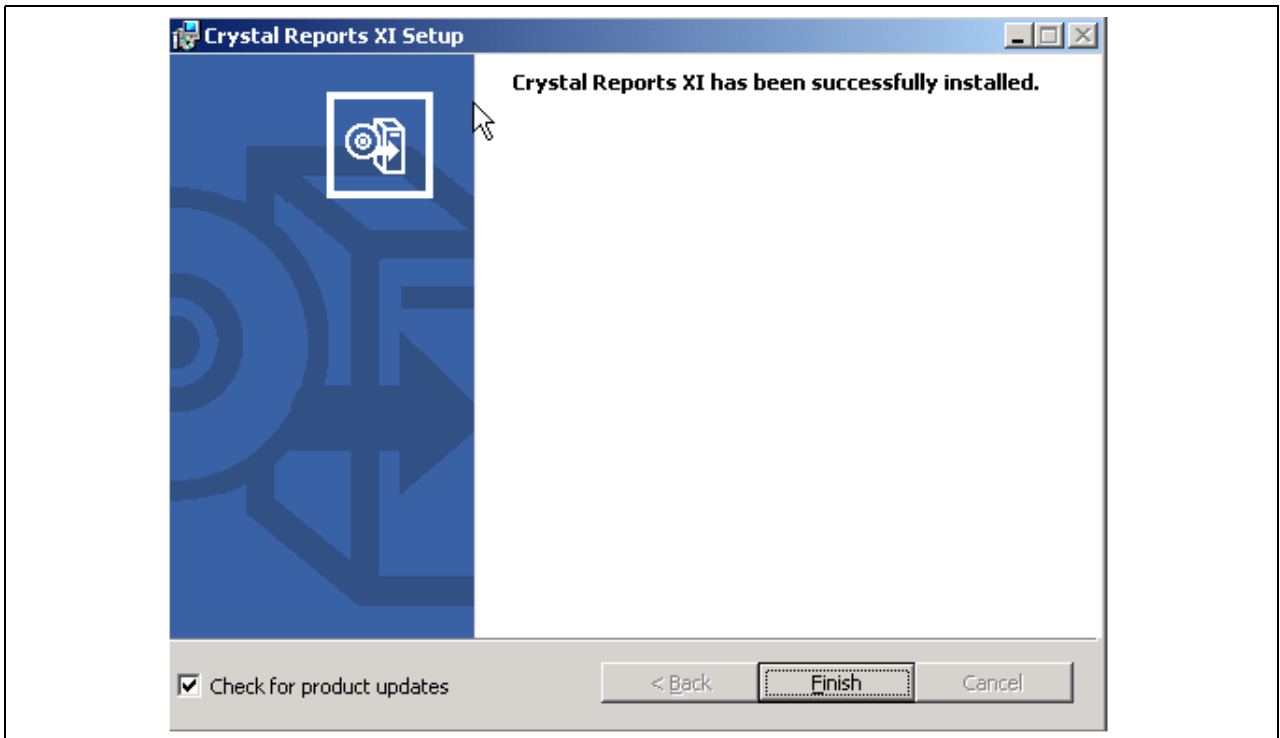 Crystal Reports XI Setup
Crystal Reports XI has been successfully installed.
Check for product updates
< Back
Finish
Cancel